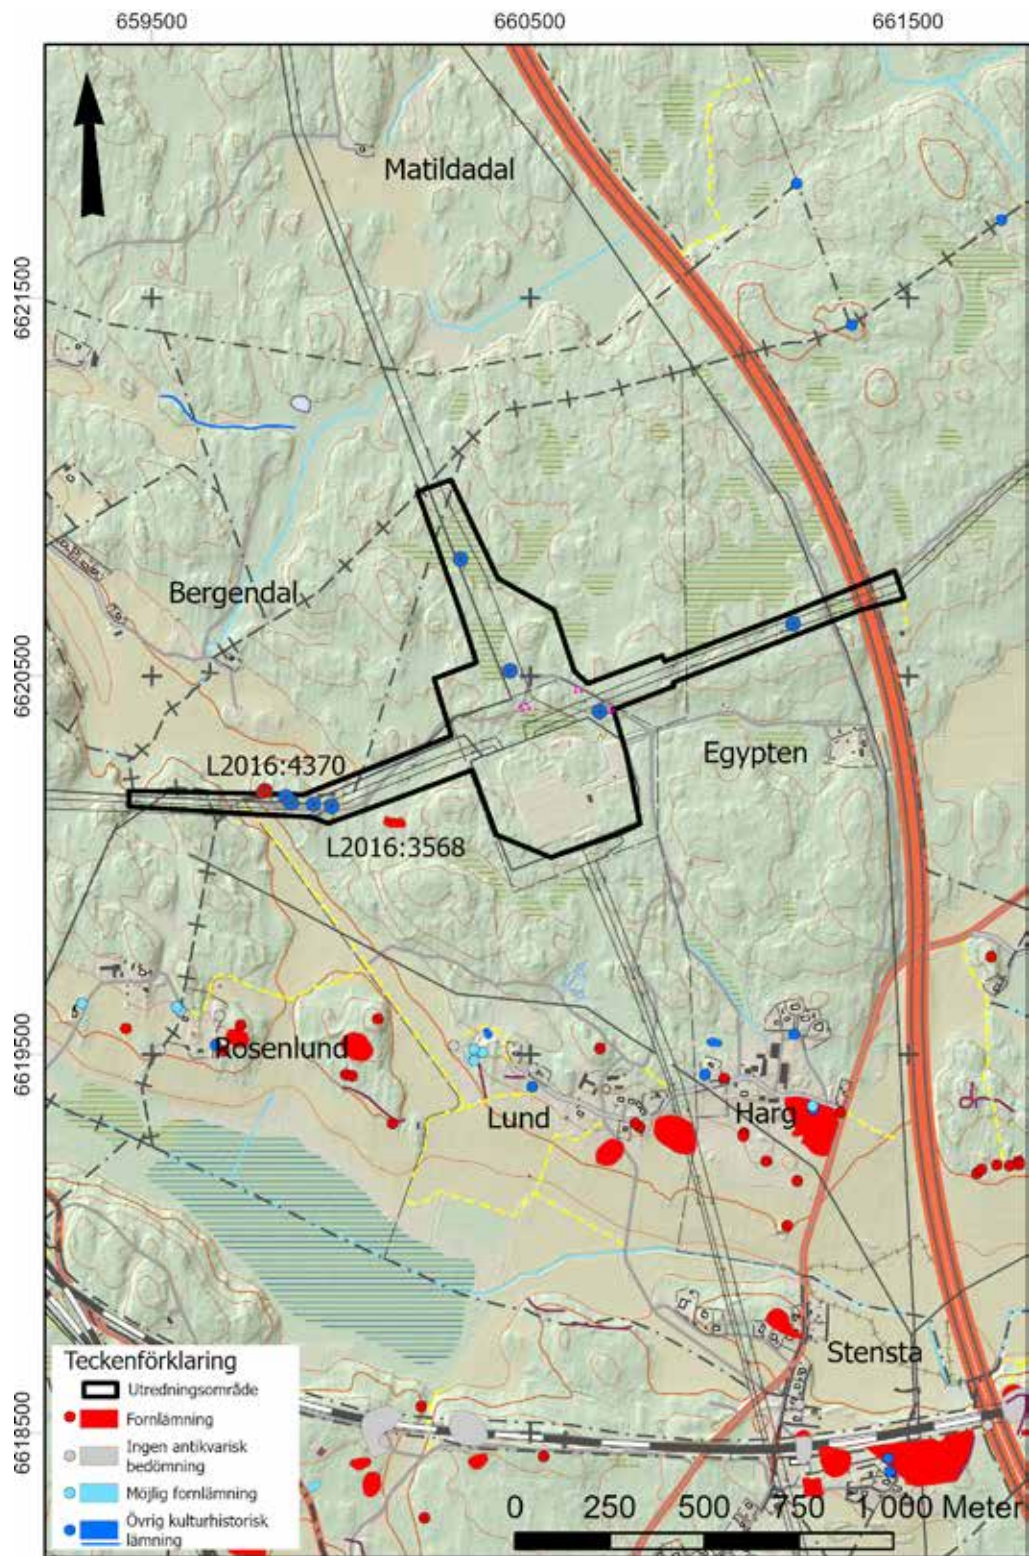 659500 660500 661500
Matildadal
6621500
Bergendal
6620500
L2016:4370
Egypten
L2016:3568
6619500
Rosenlund
Lund
Harg
Stensta
6618500
Teckenförklaring
Utredningsområde
Fornlämning
Ingen antikvarisk
bedömning
Möjlig fornlämning
Övrig kulturhistorisk
lämning
0 250 500 750 1 000 Meter